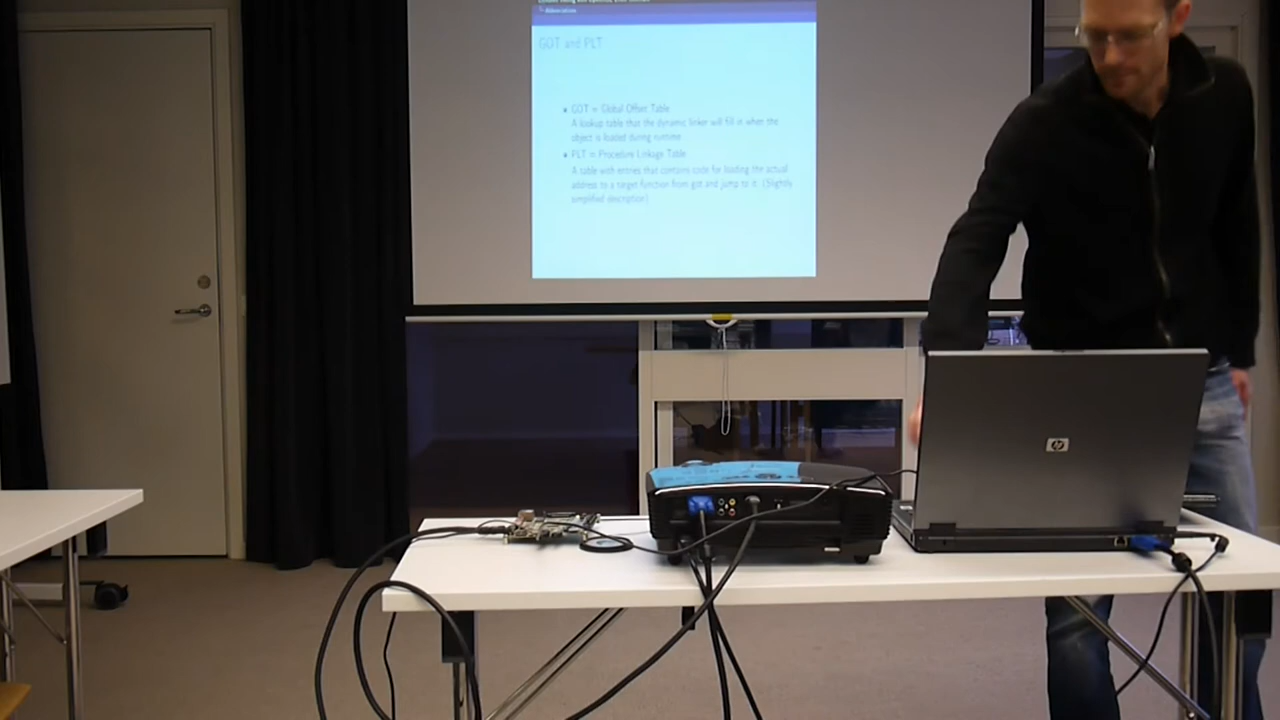 Abbreviations
GOT and PLT
GOT = Global Offset Table
A lookup table that the dynamic linker will fill in when the
object is loaded during runtime
PLT = Procedure Linkage Table
A table with entries that contains code for loading the actual
address to a target function from got and jump to it. (Slightly
simplified description)
hp